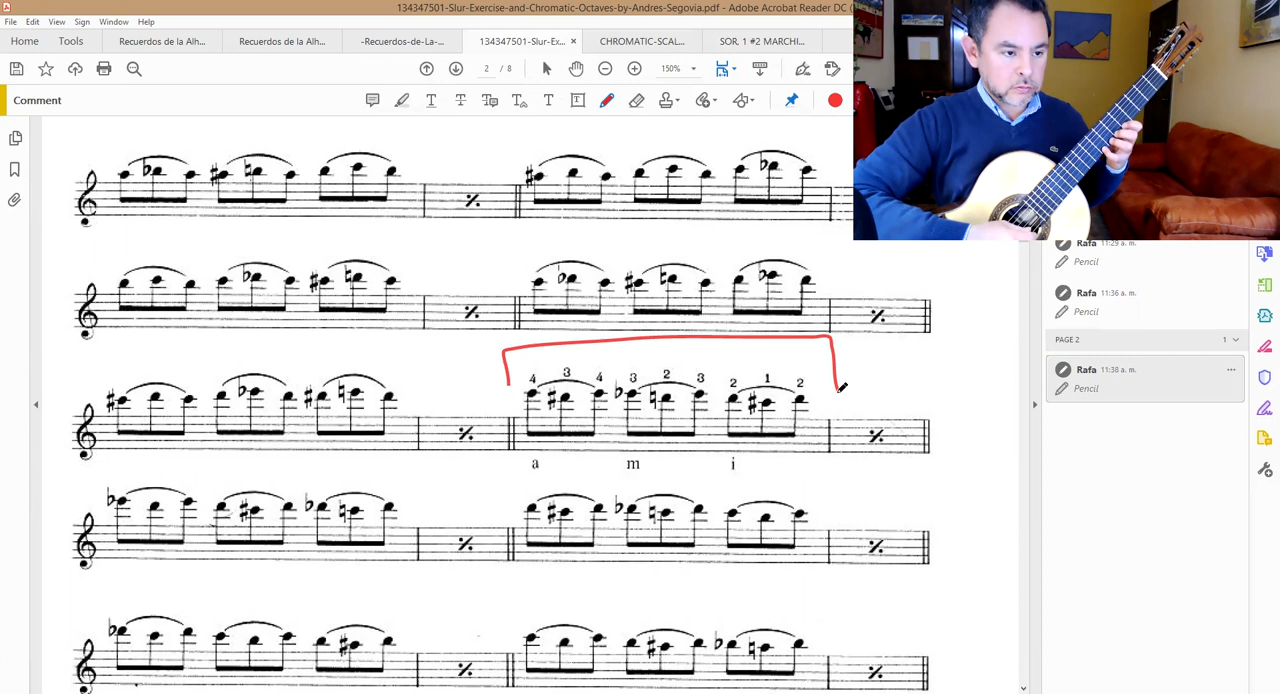 134347501-Slur-Exercise-and-Chromatic-Octaves-by-Andres-Segovia.pdf - Adobe Acrobat Reader DC (
File Edit View Sign Window Help
Home Tools Recuerdos de la Alh... Recuerdos de la Alh... -Recuerdos-de-La-... 134347501-Slur-Ex... × CHROMATIC-SCAL... SOR, 1 #2 MARCHI...
2 / 8 150%
Comment
Rafa 11:29 a. m.
Pencil
Rafa 11:36 a. m.
Pencil
PAGE 2 1
Rafa 11:38 a. m. ...
Pencil
4 3 4 3 2 3 2 1 2
a m i